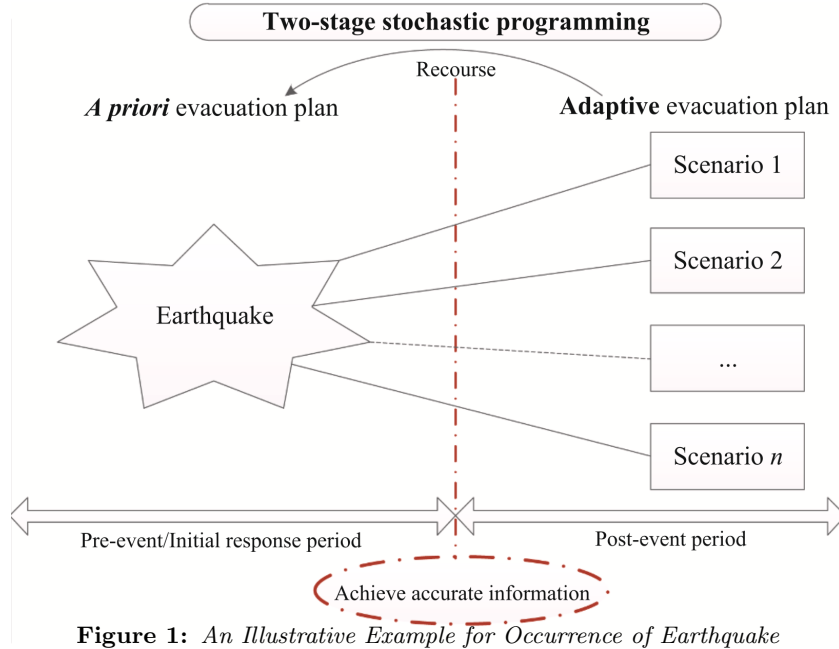 Two-stage stochastic programming
Recourse
A priori evacuation plan
Adaptive evacuation plan
Scenario 1
Scenario 2
Earthquake
...
Scenario n
Pre-event/Initial response period
Post-event period
Achieve accurate information
Figure 1: An Illustrative Example for Occurrence of Earthquake